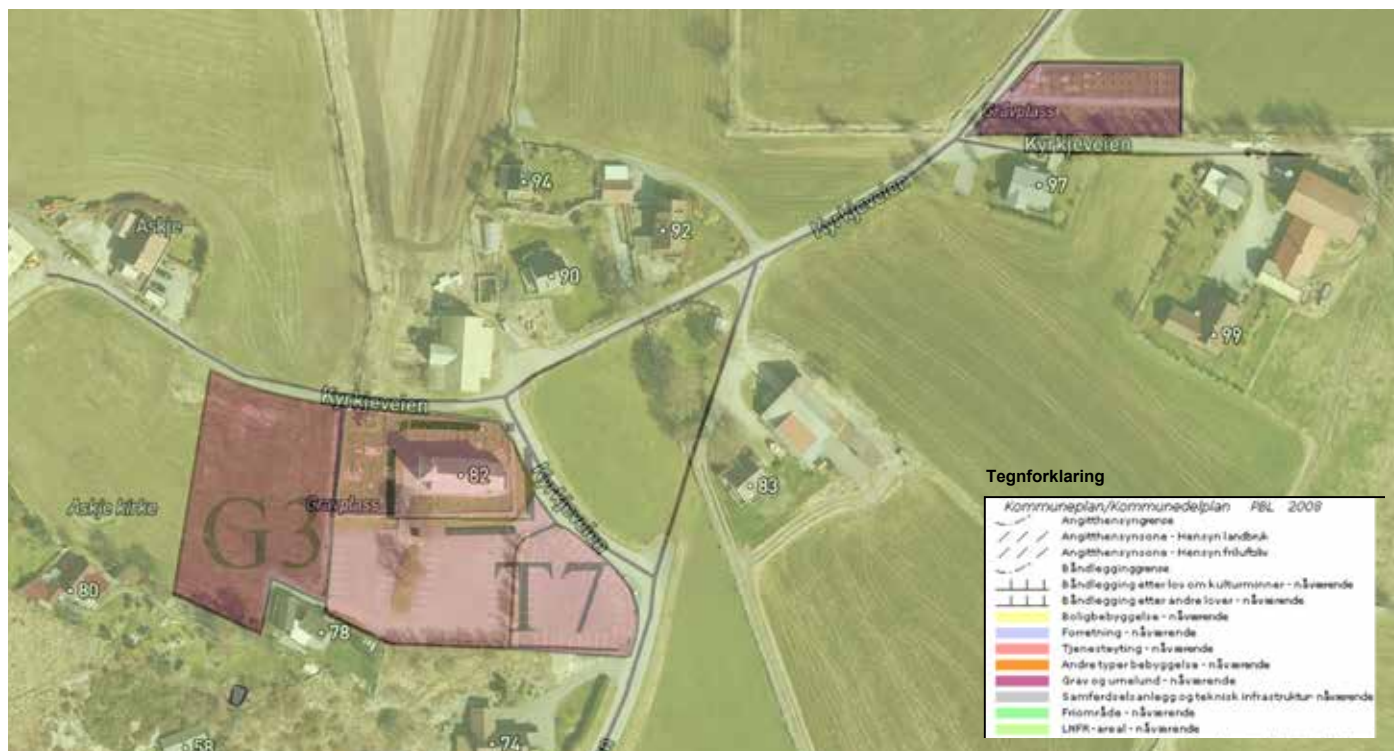 Gravplass
Kyrkjeveien
94
97
Kyrkjeveien
92
Askje
90
99
Kyrkjeveien
82
83
Kyrkjeveien
Gravplass
Askje kirke
G3
T7
80
78
58
74
Tegnforklaring
Kommuneplan/Kommunedelplan PBL 2008
Angitthensyngrense
Angitthensynsone - Hensyn landbruk
Angitthensynsone - Hensyn friluftsliv
Båndlegginggrense
Båndlegging etter lov om kulturminner - nåværende
Båndlegging etter andre lover - nåværende
Boligbebyggelse - nåværende
Forretning - nåværende
Tjenesteyting - nåværende
Andre typer bebyggelse - nåværende
Grav og urnelund - nåværende
Samferdselsanlegg og teknisk infrastruktur - nåværende
Friområde - nåværende
LNFR-areal - nåværende